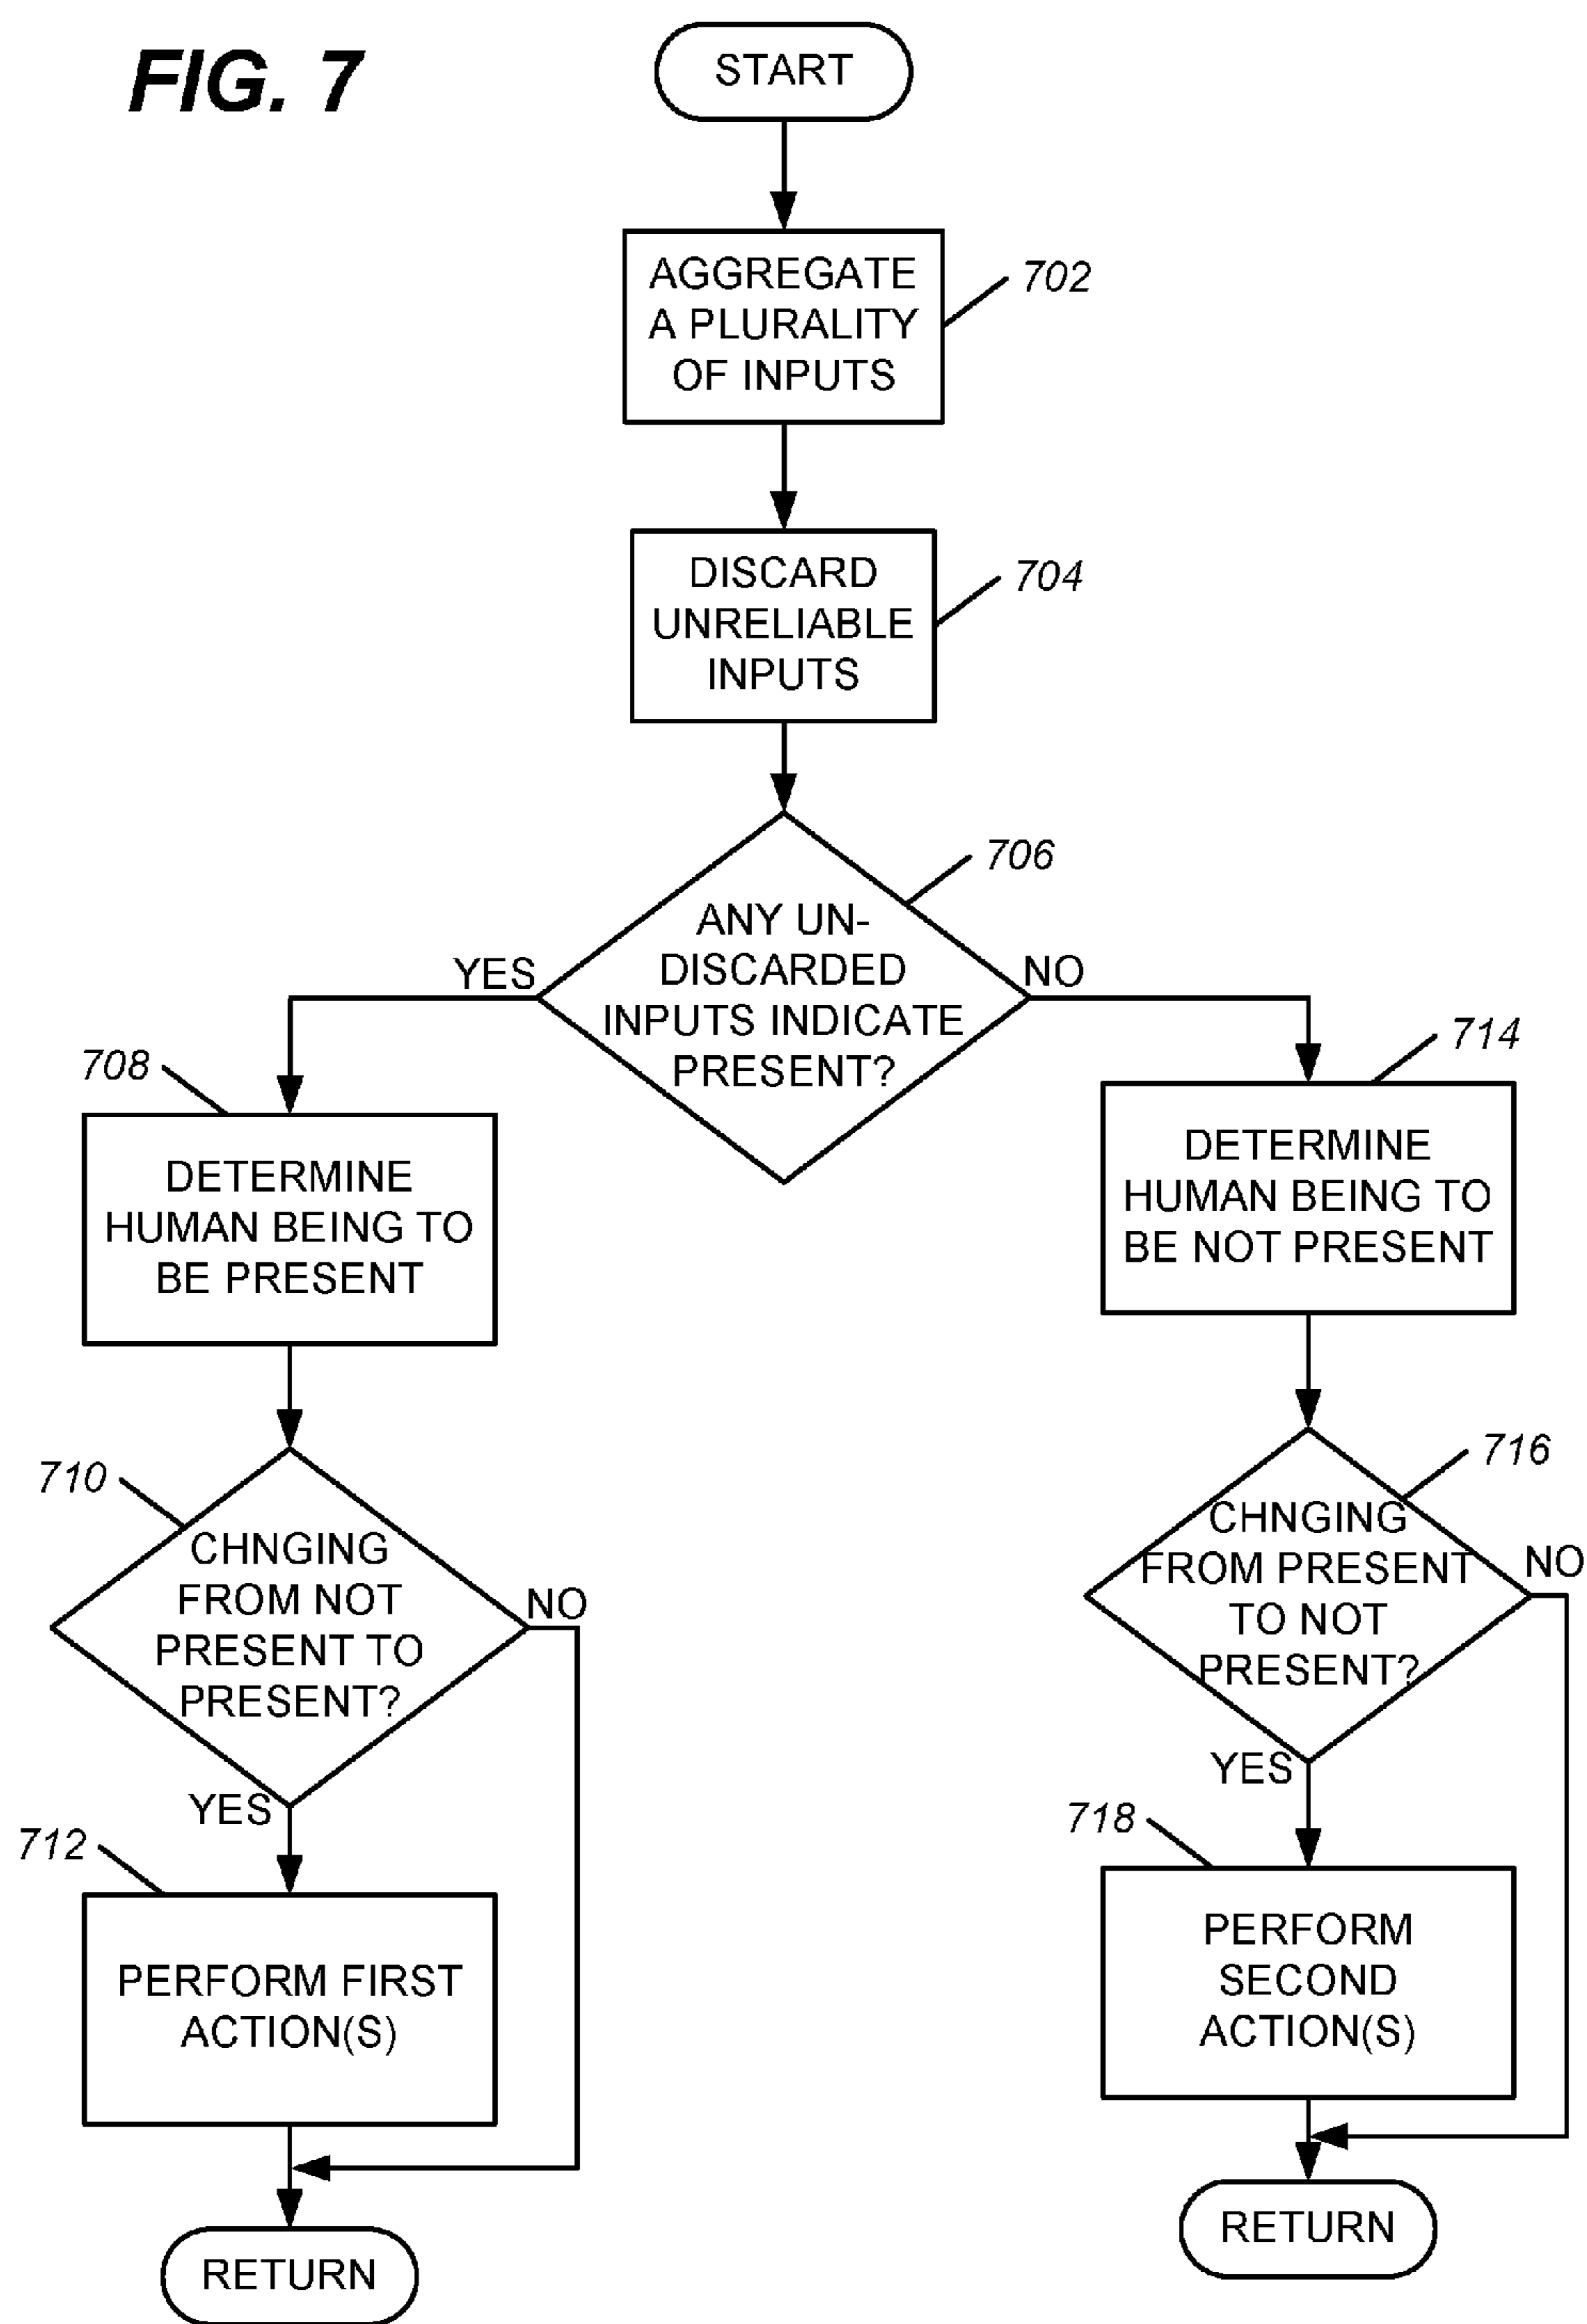 FIG. 7
START
AGGREGATE
A PLURALITY
OF INPUTS
702
DISCARD
UNRELIABLE
INPUTS
704
706
ANY UN-
DISCARDED
INPUTS INDICATE
PRESENT?
YES
NO
708
DETERMINE
HUMAN BEING TO
BE PRESENT
710
CHNGING
FROM NOT
PRESENT TO
PRESENT?
NO
YES
712
PERFORM FIRST
ACTION(S)
RETURN
714
DETERMINE
HUMAN BEING TO
BE NOT PRESENT
716
CHNGING
FROM PRESENT
TO NOT
PRESENT?
NO
YES
718
PERFORM
SECOND
ACTION(S)
RETURN